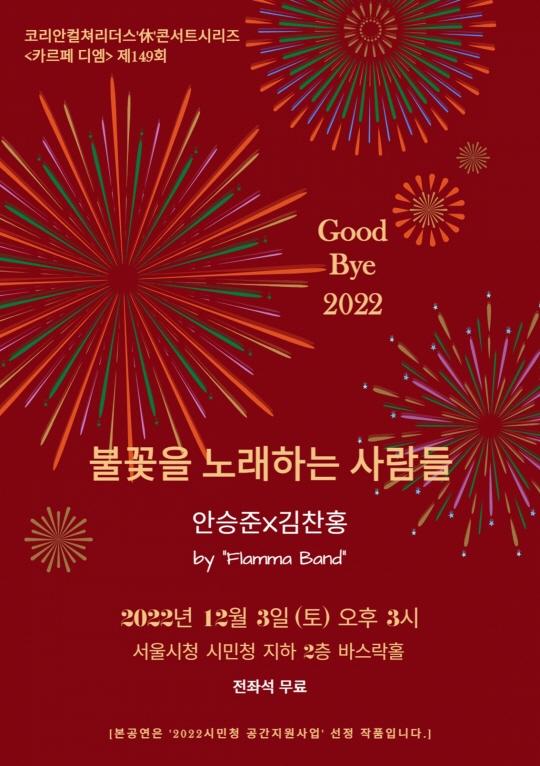 코리안컬쳐리더스'休'콘서트시리즈
<카르페 디엠> 제149회
Good
Bye
2022
불꽃을 노래하는 사람들
안승준x김찬홍
by "Flamma Band"
2022년 12월 3일(토) 오후 3시
서울시청 시민청 지하 2층 바스락홀
전좌석 무료
[본공연은 '2022시민청 공간지원사업' 선정 작품입니다.]